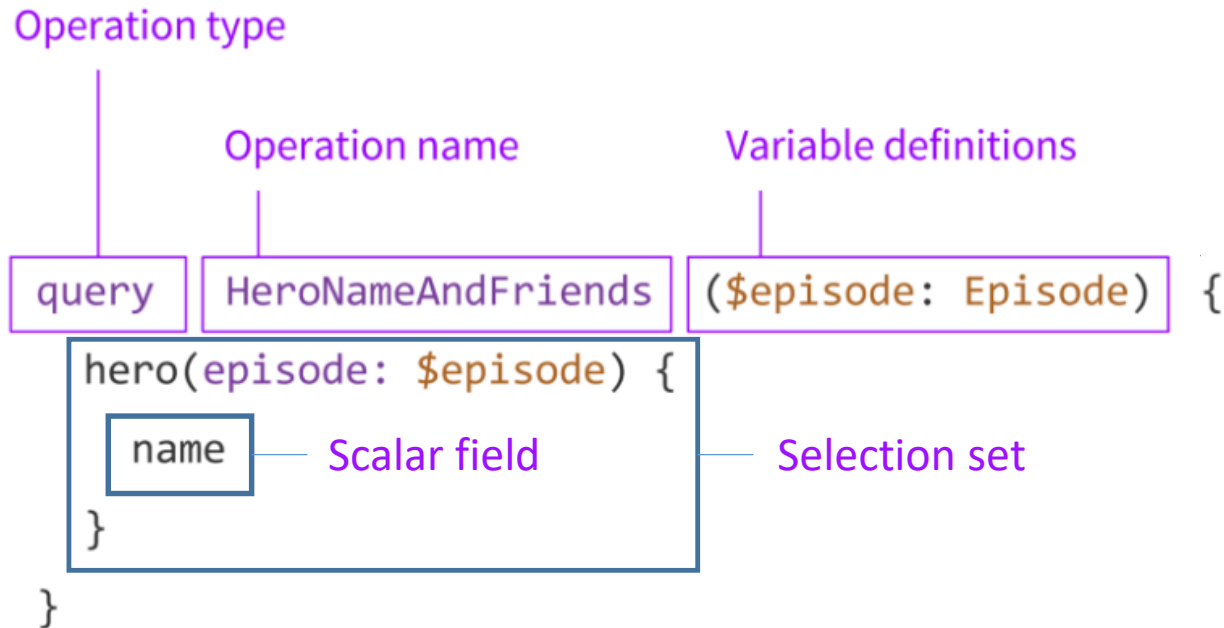 Operation type
Operation name Variable definitions
query HeroNameAndFriends ($episode: Episode) {
hero(episode: $episode) {
name Scalar field Selection set
}
}